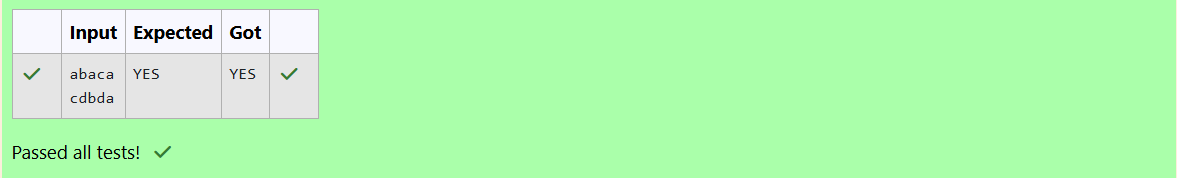 Input Expected Got
abaca YES YES
cdbda
Passed all tests!